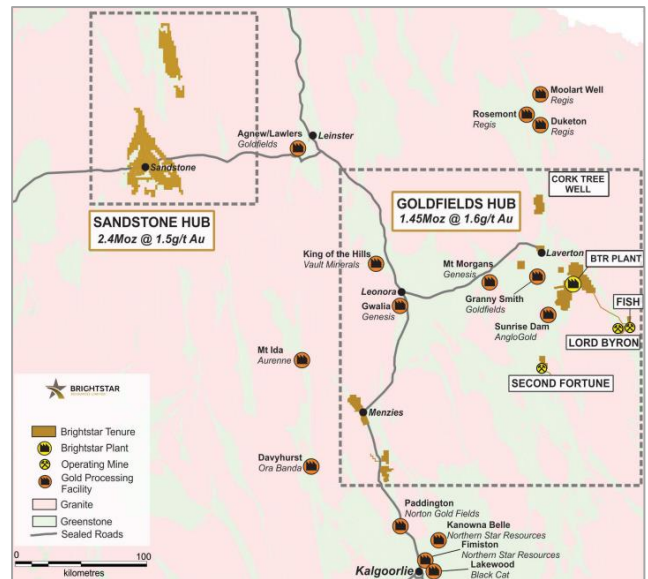 Moolart Well
Regis
Rosemont
Regis
Duketon
Regis
Agnew/Lawlers
Goldfields
Leinster
Sandstone
SANDSTONE HUB
2.4Moz @ 1.5g/t Au
GOLDFIELDS HUB
1.45Moz @ 1.6g/t Au
CORK TREE
WELL
King of the Hills
Vault Minerals
Mt Morgans
Genesis
Laverton
BTR PLANT
Leonora
Granny Smith
Goldfields
FISH
Gwalia
Genesis
Sunrise Dam
AngloGold
LORD BYRON
Mt Ida
Aurenne
SECOND FORTUNE
Menzies
BRIGHTSTAR
Brightstar Tenure
Brightstar Plant
Operating Mine
Gold Processing
Facility
Granite
Greenstone
Sealed Roads
0
100
kilometres
Davyhurst
Ora Banda
Paddington
Norton Gold Fields
Kanowna Belle
Northern Star Resources
Fimiston
Northern Star Resources
Lakewood
Black Cat
Kalgoorlie